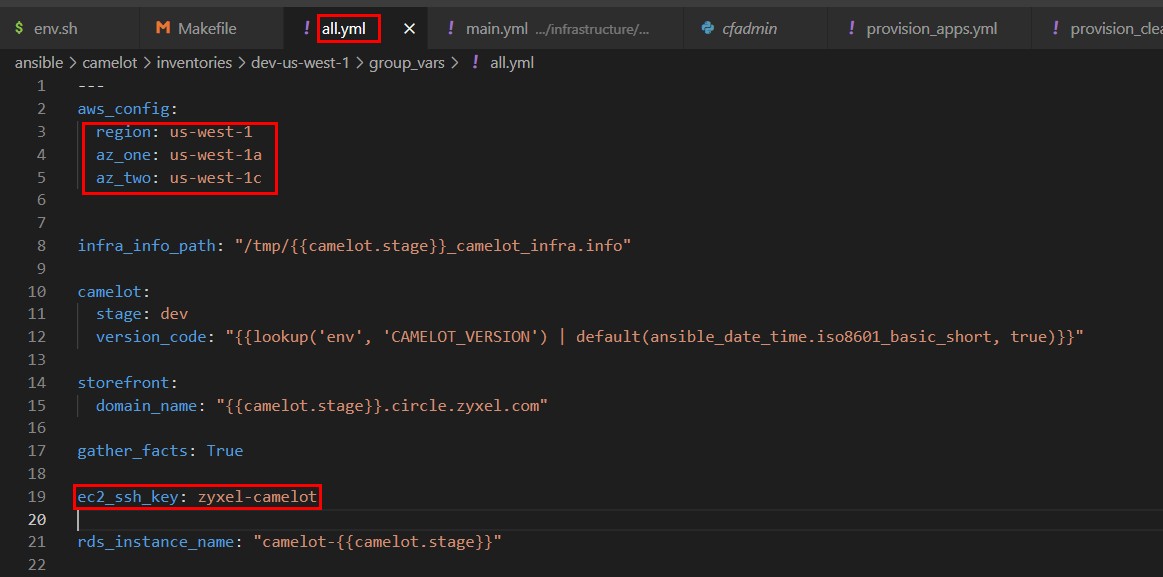 $ env.sh M Makefile ! all.yml × ! main.yml .../infrastructure/... cfadmin ! provision_apps.yml ! provision_clea
ansible > camelot > inventories > dev-us-west-1 > group_vars > ! all.yml
1 ---
2 aws_config:
3 region: us-west-1
4 az_one: us-west-1a
5 az_two: us-west-1c
6
7
8 infra_info_path: "/tmp/{{camelot.stage}}_camelot_infra.info"
9
10 camelot:
11 stage: dev
12 version_code: "{{lookup('env', 'CAMELOT_VERSION') | default(ansible_date_time.iso8601_basic_short, true)}}"
13
14 storefront:
15 domain_name: "{{camelot.stage}}.circle.zyxel.com"
16
17 gather_facts: True
18
19 ec2_ssh_key: zyxel-camelot
20
21 rds_instance_name: "camelot-{{camelot.stage}}"
22